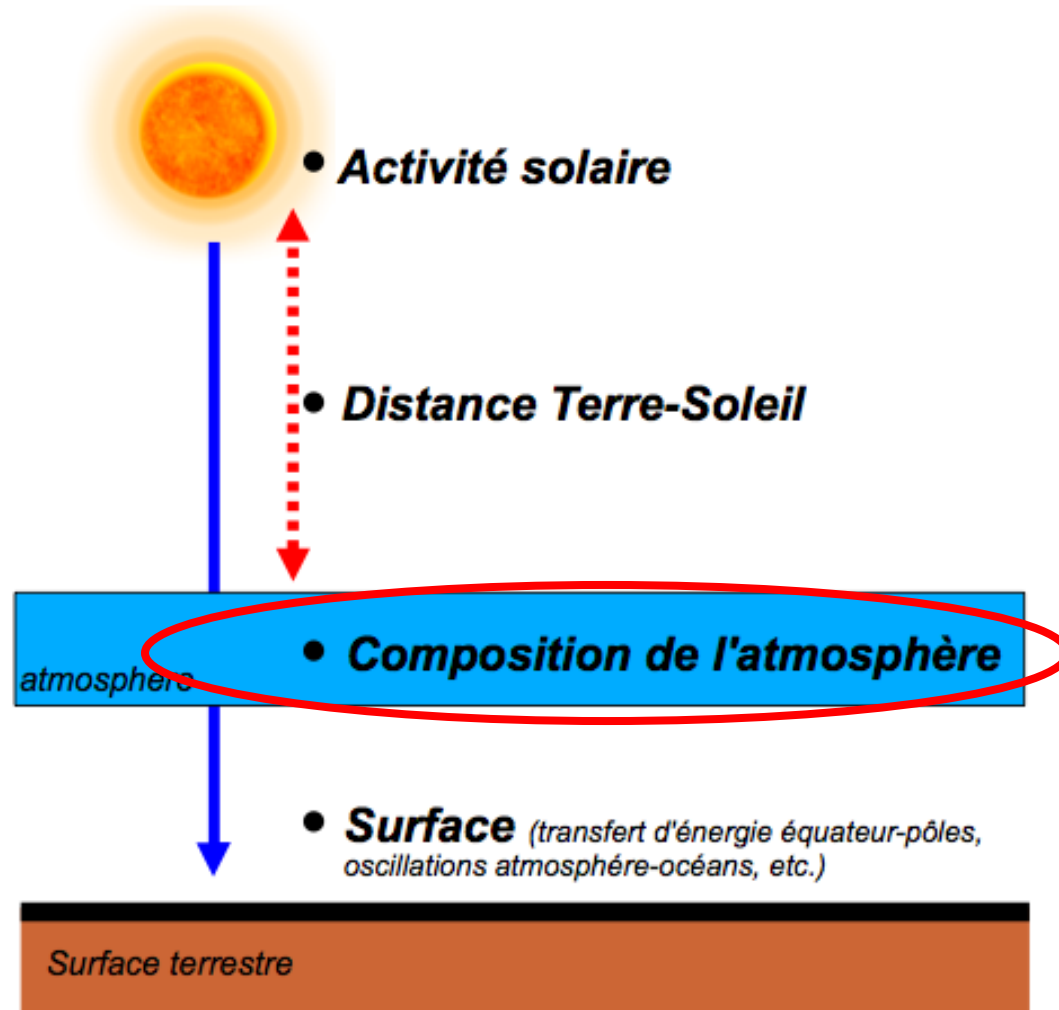 • Activité solaire
• Distance Terre-Soleil
• Composition de l'atmosphère
atmosphère
• Surface (transfert d'énergie équateur-pôles,
oscillations atmosphére-océans, etc.)
Surface terrestre